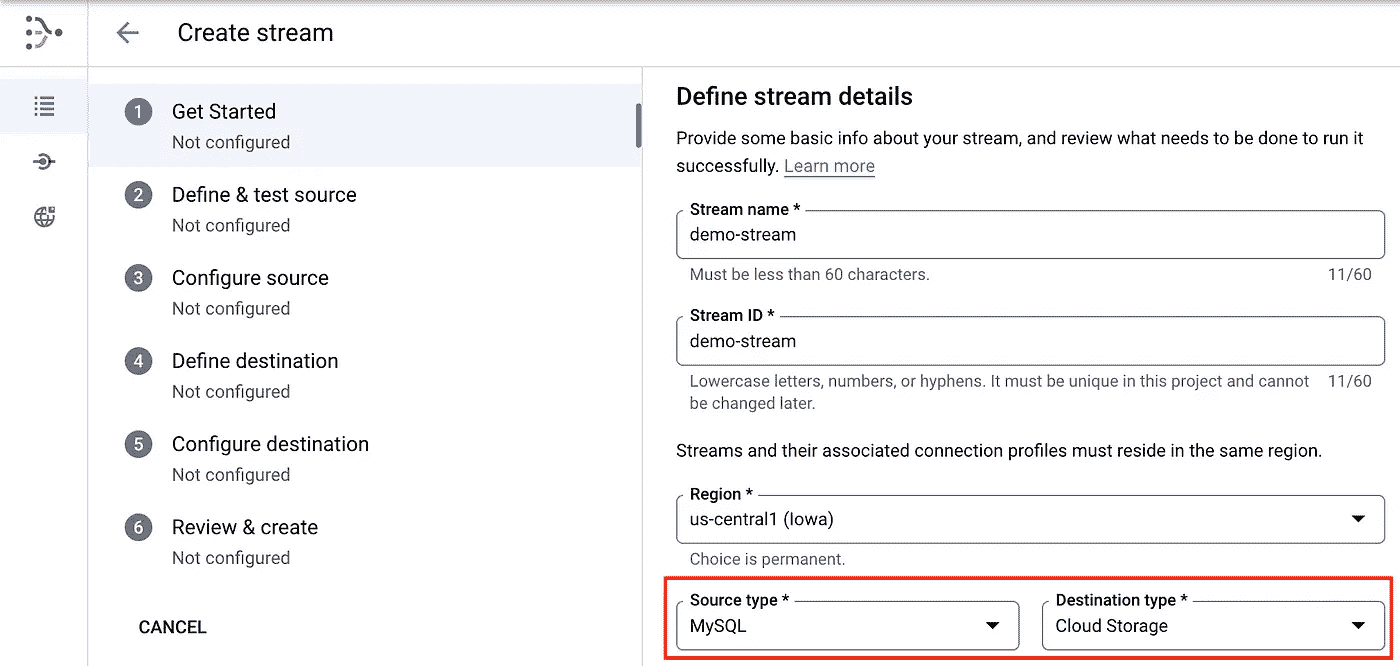 Create stream
1 Get Started
Not configured
2 Define & test source
Not configured
3 Configure source
Not configured
4 Define destination
Not configured
5 Configure destination
Not configured
6 Review & create
Not configured
CANCEL
Define stream details
Provide some basic info about your stream, and review what needs to be done to run it
successfully. Learn more
Stream name *
demo-stream
Must be less than 60 characters. 11/60
Stream ID *
demo-stream
Lowercase letters, numbers, or hyphens. It must be unique in this project and cannot 11/60
be changed later.
Streams and their associated connection profiles must reside in the same region.
Region *
us-central1 (Iowa)
Choice is permanent.
Source type * Destination type *
MySQL Cloud Storage